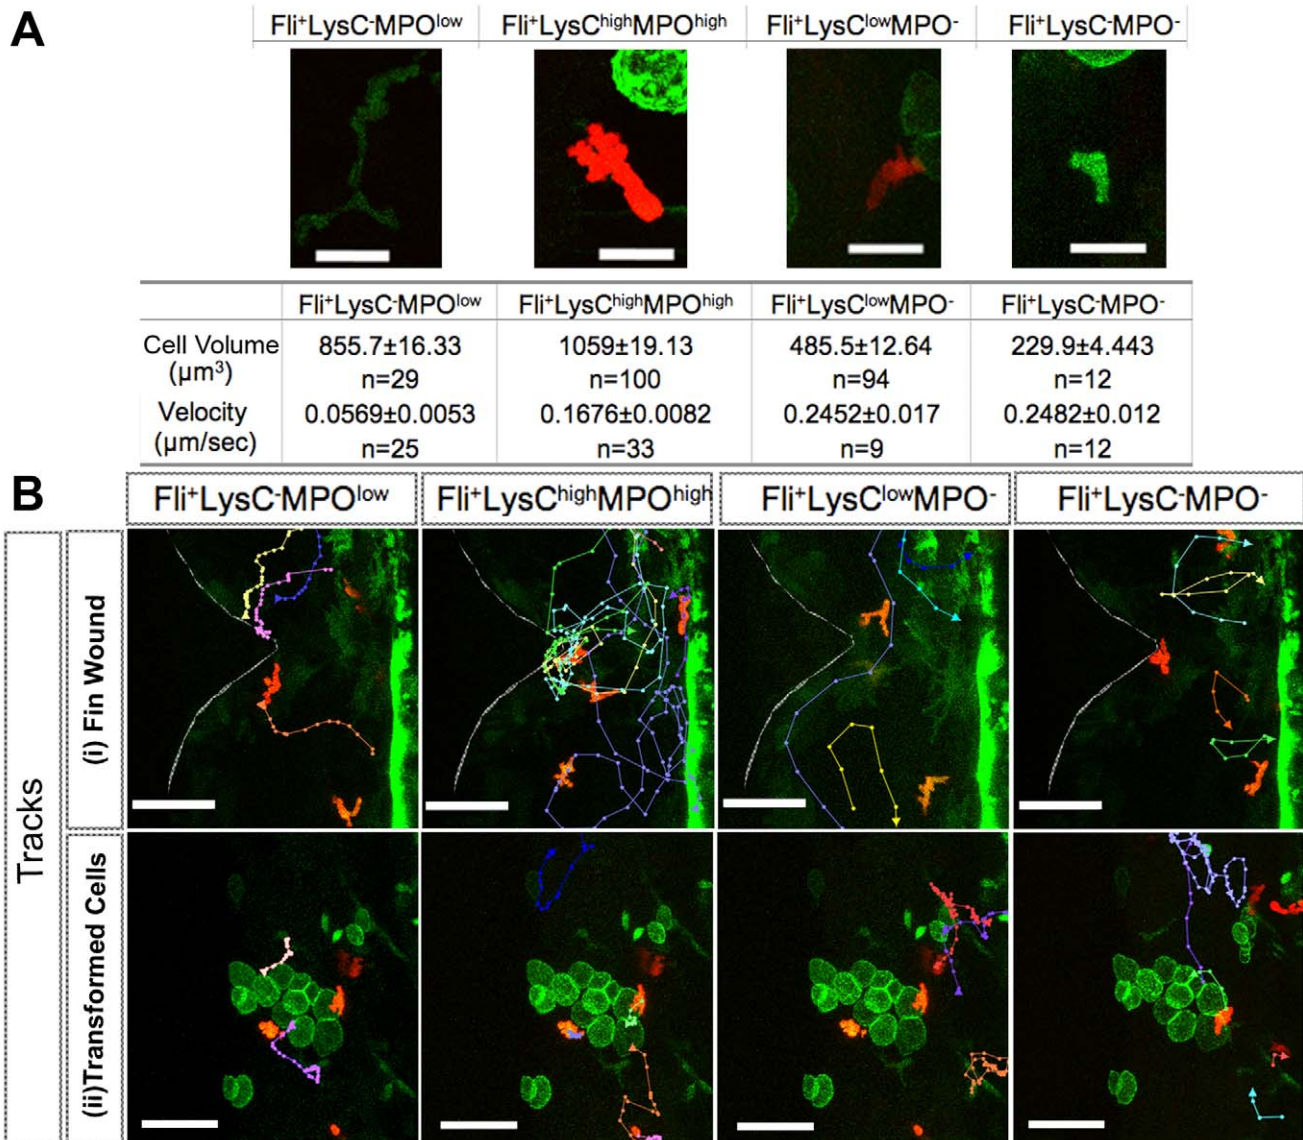 A
Fli⁺LysC⁻MPOˡᵒʷ Fli⁺LysCʰⁱᵍʰMPOʰⁱᵍʰ Fli⁺LysCˡᵒʷMPO⁻ Fli⁺LysC⁻MPO⁻
Fli⁺LysC⁻MPOˡᵒʷ Fli⁺LysCʰⁱᵍʰMPOʰⁱᵍʰ Fli⁺LysCˡᵒʷMPO⁻ Fli⁺LysC⁻MPO⁻
Cell Volume 855.7±16.33 1059±19.13 485.5±12.64 229.9±4.443
(µm³) n=29 n=100 n=94 n=12
Velocity 0.0569±0.0053 0.1676±0.0082 0.2452±0.017 0.2482±0.012
(µm/sec) n=25 n=33 n=9 n=12
B
Fli⁺LysC⁻MPOˡᵒʷ Fli⁺LysCʰⁱᵍʰMPOʰⁱᵍʰ Fli⁺LysCˡᵒʷMPO⁻ Fli⁺LysC⁻MPO⁻
Tracks
(i) Fin Wound
(ii)Transformed Cells